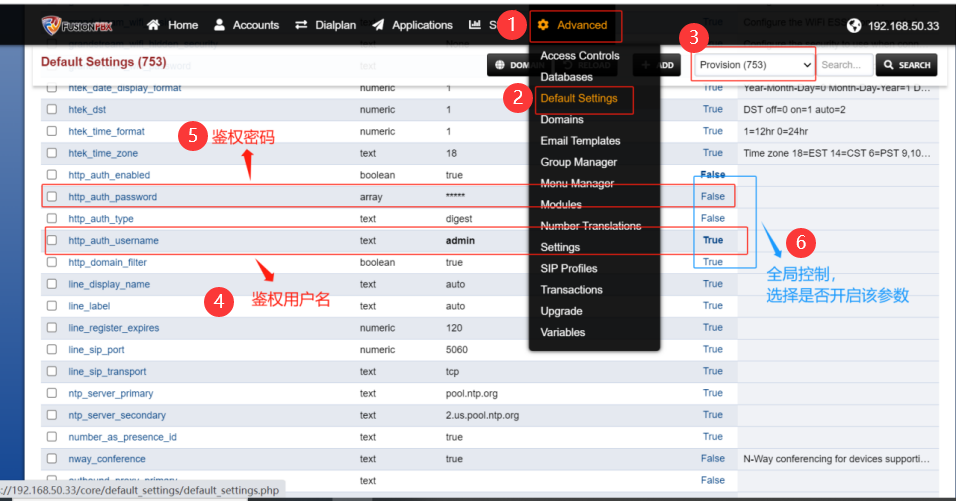 FUSIONPBX Home Accounts Dialplan Applications S 1 Advanced 192.168.50.33
Default Settings (753) DOM ADD 3 Provision (753) Search... SEARCH
Access Controls
Databases
2 Default Settings
Domains
Email Templates
Group Manager
Menu Manager
Modules
Number Translations
Settings
SIP Profiles
Transactions
Upgrade
Variables
htek_date_display_format numeric 1 True Year-Month-Day=0 Month-Day-Year=1 D...
htek_dst numeric 1 True DST off=0 on=1 auto=2
htek_time_format numeric 1 True 1=12hr 0=24hr
5 鉴权密码
htek_time_zone text 18 True Time zone 18=EST 14=CST 6=PST 9,10...
http_auth_enabled boolean true False
http_auth_password array ***** False
http_auth_type text digest False
http_auth_username text admin True
http_domain_filter boolean true True
6
全局控制，
选择是否开启该参数
line_display_name text auto True
4 鉴权用户名
line_label text auto True
line_register_expires numeric 120 True
line_sip_port numeric 5060 True
line_sip_transport text tcp True
ntp_server_primary text pool.ntp.org True
ntp_server_secondary text 2.us.pool.ntp.org True
number_as_presence_id text true True
nway_conference text true False N-Way conferencing for devices supporti...
outbound_proxy_primary text False
://192.168.50.33/core/default_settings/default_settings.php